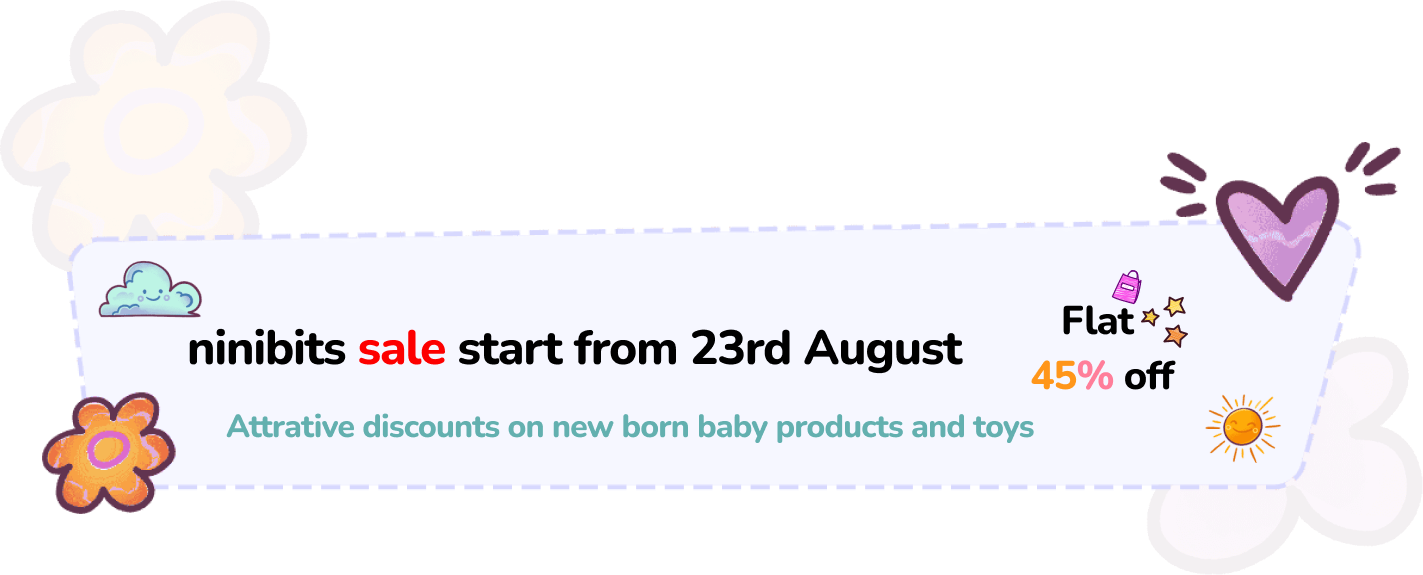 ninibits sale start from 23rd August
Flat
45% off
Attrative discounts on new born baby products and toys